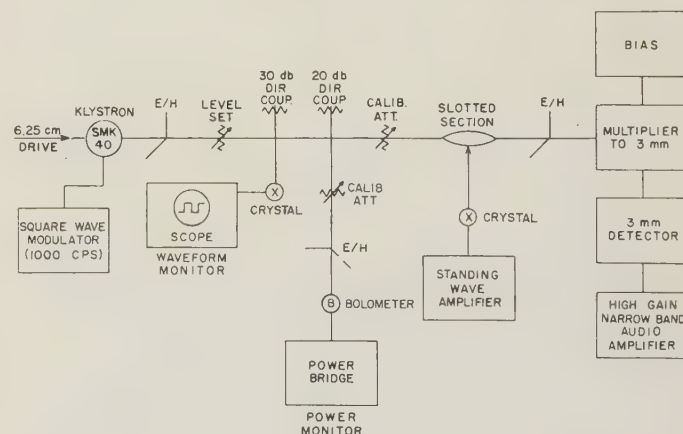 BIAS
30 db
DIR
COUP.
20 db
DIR
COUP.
KLYSTRON
E/H
LEVEL
SET
CALIB.
ATT.
SLOTTED
SECTION
E/H
6.25 cm
DRIVE
SMK
40
MULTIPLIER
TO 3 mm
CALIB
ATT
X
CRYSTAL
SCOPE
WAVEFORM
MONITOR
X
CRYSTAL
SQUARE WAVE
MODULATOR
(1000 CPS)
3 mm
DETECTOR
E/H
STANDING
WAVE
AMPLIFIER
B
BOLOMETER
HIGH GAIN
NARROW BAND
AUDIO
AMPLIFIER
POWER
BRIDGE
POWER
MONITOR